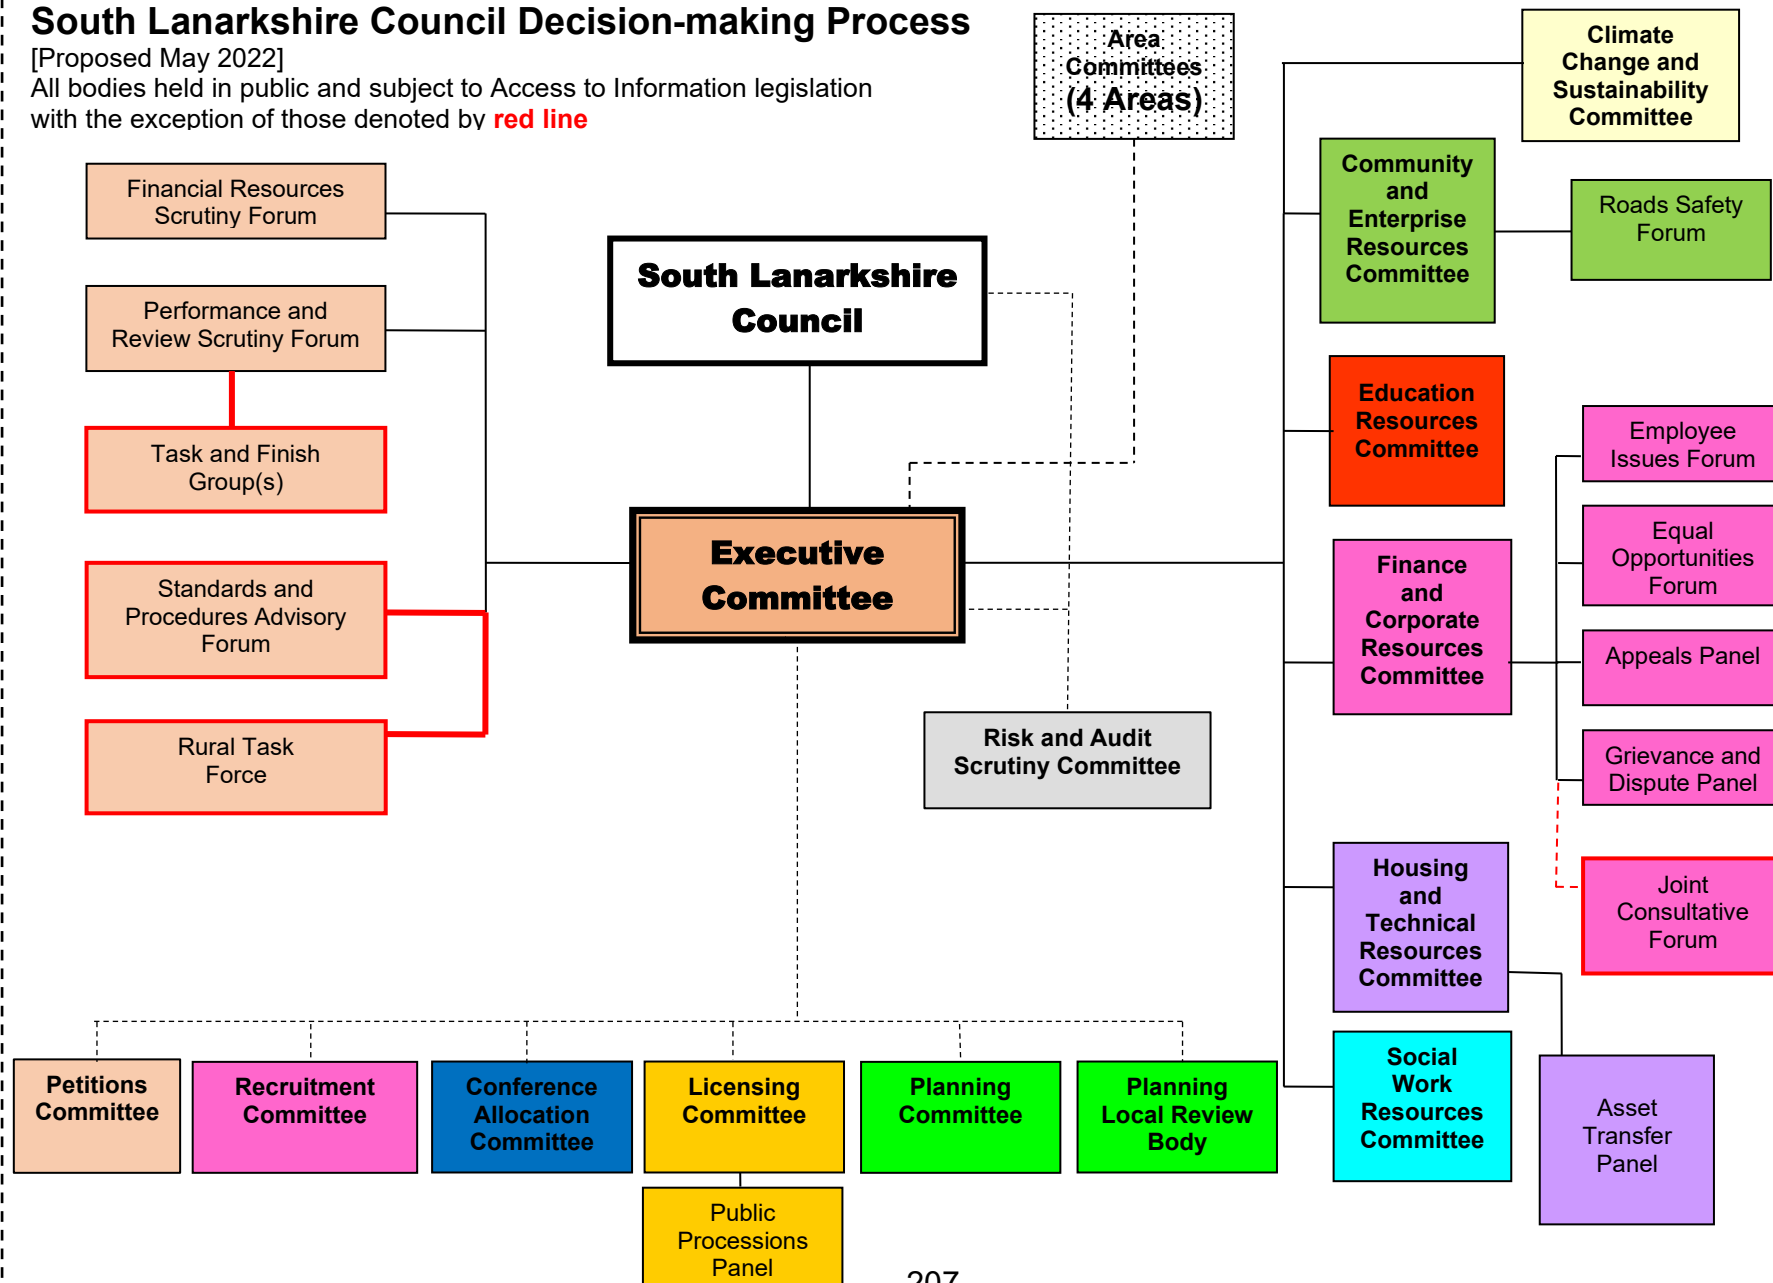 South Lanarkshire Council Decision-making Process
[Proposed May 2022]
All bodies held in public and subject to Access to Information legislation
with the exception of those denoted by red line
Area
Committees
(4 Areas)
Climate
Change and
Sustainability
Committee
Financial Resources
Scrutiny Forum
Performance and
Review Scrutiny Forum
Task and Finish
Group(s)
Standards and
Procedures Advisory
Forum
Rural Task
Force
South Lanarkshire
Council
Executive
Committee
Risk and Audit
Scrutiny Committee
Community
and
Enterprise
Resources
Committee
Roads Safety
Forum
Education
Resources
Committee
Finance
and
Corporate
Resources
Committee
Employee
Issues Forum
Equal
Opportunities
Forum
Appeals Panel
Grievance and
Dispute Panel
Joint
Consultative
Forum
Housing
and
Technical
Resources
Committee
Social
Work
Resources
Committee
Asset
Transfer
Panel
Petitions
Committee
Recruitment
Committee
Conference
Allocation
Committee
Licensing
Committee
Planning
Committee
Planning
Local Review
Body
Public
Processions
Panel
207